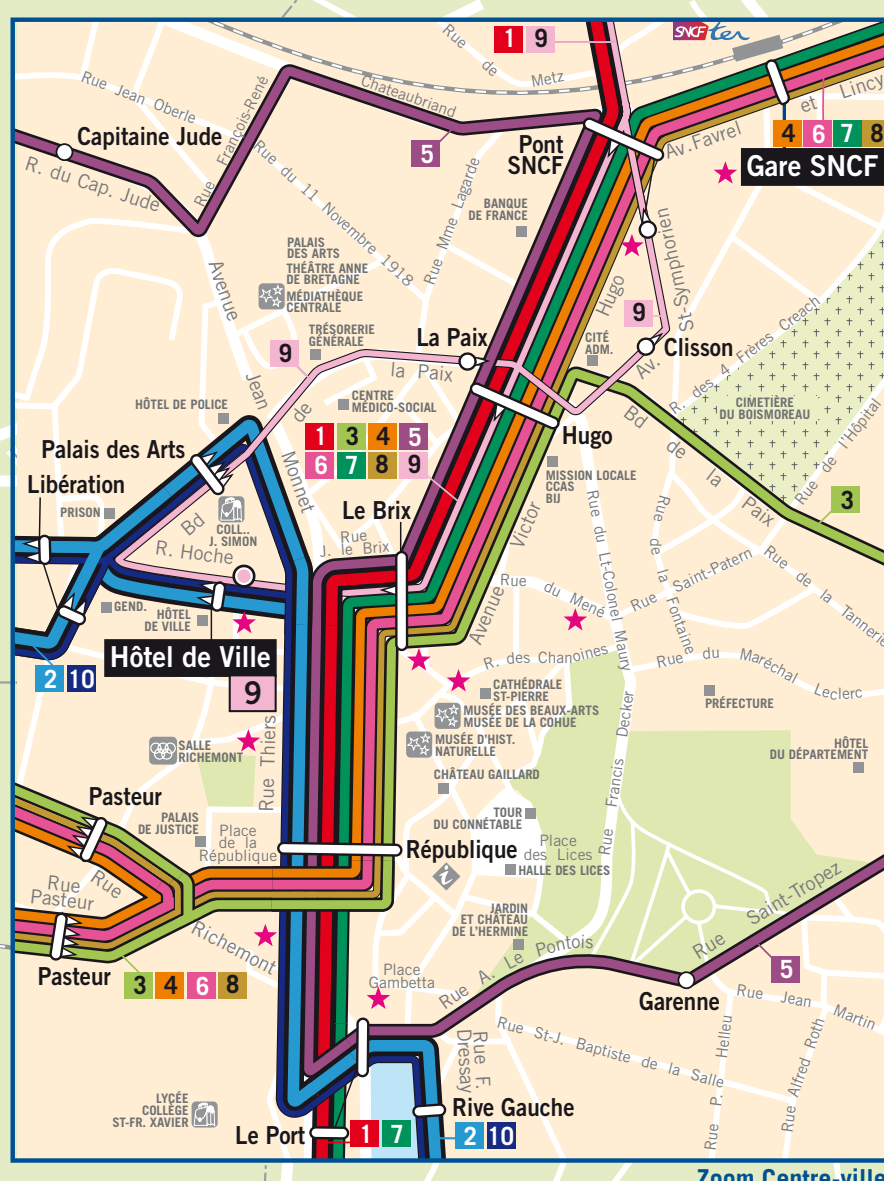 1 9
SNCF ter
Rue de Metz
Rue Jean Oberle
Rue François-René
Chateaubriand
et Lincy
Capitaine Jude
5
Pont
SNCF
4 6 7 8
Av. Favrel
Gare SNCF
R. du Cap. Jude
Rue du 11 Novembre 1918
Rue Mme Lagarde
BANQUE
DE FRANCE
PALAIS
DES ARTS
THÉÂTRE ANNE
DE BRETAGNE
MÉDIATHÈQUE
CENTRALE
Avenue
Hugo
St-Symphorien
9
TRÉSORERIE
GÉNÉRALE
La Paix
CITÉ
ADM.
Clisson
R. des 4 Frères Creach
9
la Paix
Av.
Jean
de
CENTRE
MÉDICO-SOCIAL
HÔTEL DE POLICE
CIMETIÈRE
DU BOISMOREAU
Rue de l'Hôpital
1 3 4 5
6 7 8 9
Hugo
Bd de la Paix
Palais des Arts
Libération
Monnet
MISSION LOCALE
CCAS
BIJ
PRISON
COLL..
J. SIMON
Bd
R. Hoche
Le Brix
3
Victor
Rue
J. le Brix
Rue du Lt-Colonel Maury
Rue de la Fontaine
Rue Saint-Patern
Rue de la Tannerie
GEND.
HÔTEL
DE VILLE
Rue du Mené
Avenue
Hôtel de Ville
9
2 10
R. des Chanoines
Rue du Maréchal Leclerc
CATHÉDRALE
ST-PIERRE
PRÉFECTURE
MUSÉE DES BEAUX-ARTS
MUSÉE DE LA COHUE
SALLE
RICHEMONT
Rue Thiers
MUSÉE D'HIST.
NATURELLE
Rue Francis Decker
HÔTEL
DU DÉPARTEMENT
CHÂTEAU GAILLARD
Pasteur
PALAIS
DE JUSTICE
Place
de la
République
TOUR
DU CONNÉTABLE
République
Place
des Lices
HALLE DES LICES
i
Rue
Pasteur
Rue
Richemont
JARDIN
ET CHÂTEAU
DE L'HERMINE
Rue Saint-Tropez
Pasteur
3 4 6 8
Place
Gambetta
Rue A. Le Pontois
5
Garenne
Rue Jean Martin
Rue St-J. Baptiste de la Salle
Rue F.
Dressay
Rue P. Helleu
Rue Alfred Roth
LYCÉE
COLLÈGE
ST-FR. XAVIER
Rive Gauche
Le Port
1 7
2 10
Zoom Centre-ville